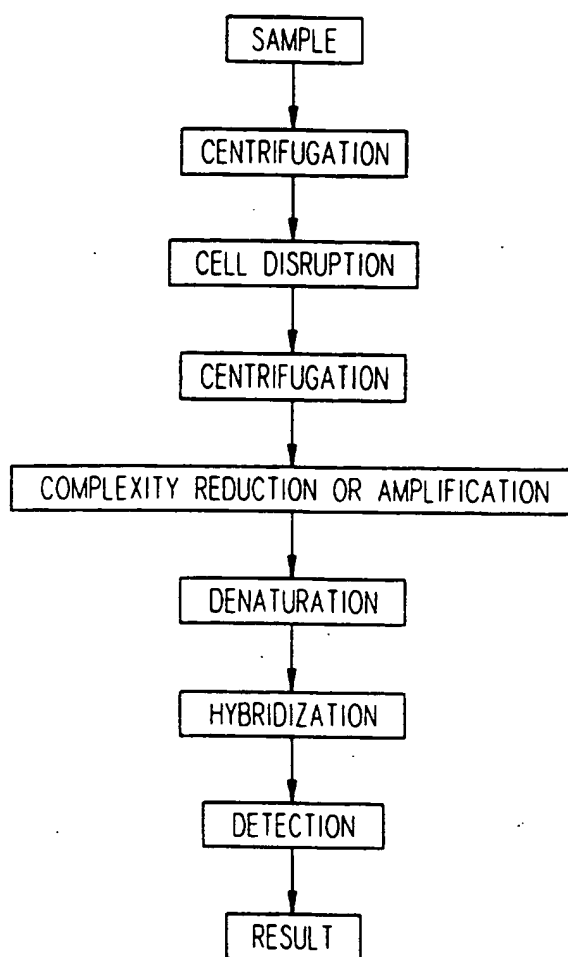 SAMPLE
CENTRIFUGATION
CELL DISRUPTION
CENTRIFUGATION
COMPLEXITY REDUCTION OR AMPLIFICATION
DENATURATION
HYBRIDIZATION
DETECTION
RESULT